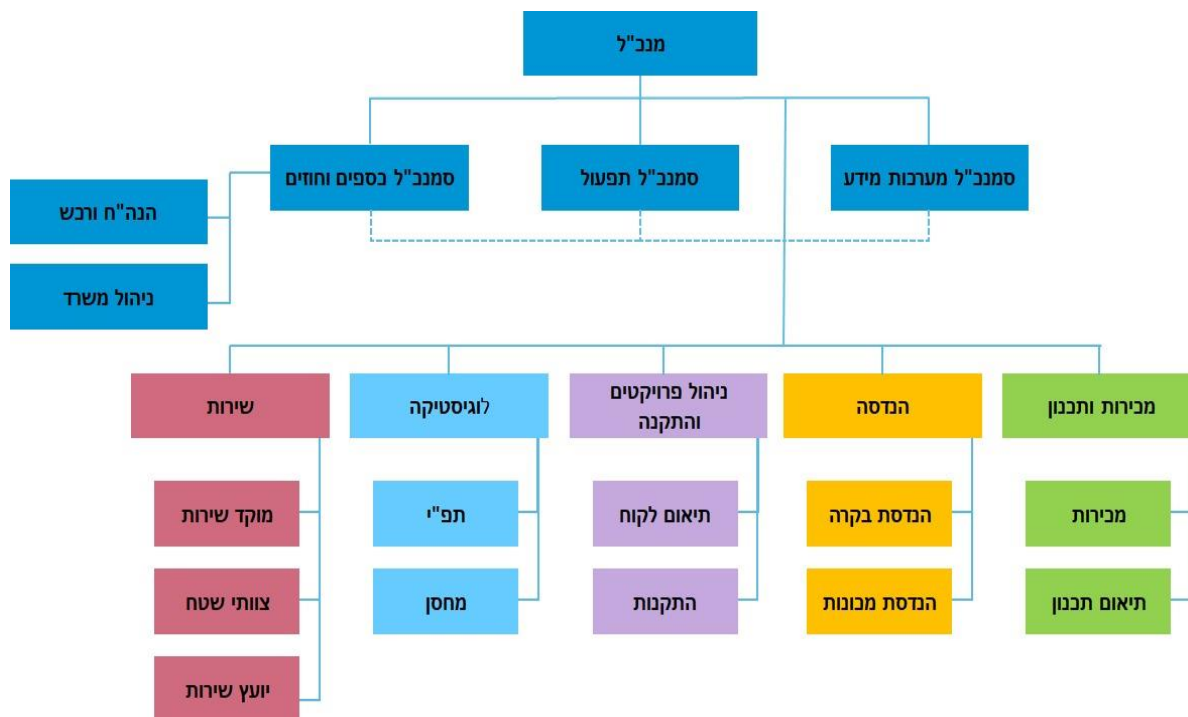 מנכ"ל
סמנכ"ל מערכות מידע
סמנכ"ל תפעול
סמנכ"ל כספים וחוזים
הנה"ח ורכש
ניהול משרד
מכירות ותכנון
הנדסה
ניהול פרויקטים
והתקנה
לוגיסטיקה
שירות
מכירות
הנדסת בקרה
תיאום לקוח
תפ"י
מוקד שירות
תיאום תכנון
הנדסת מכונות
התקנות
מחסן
צוותי שטח
יועץ שירות